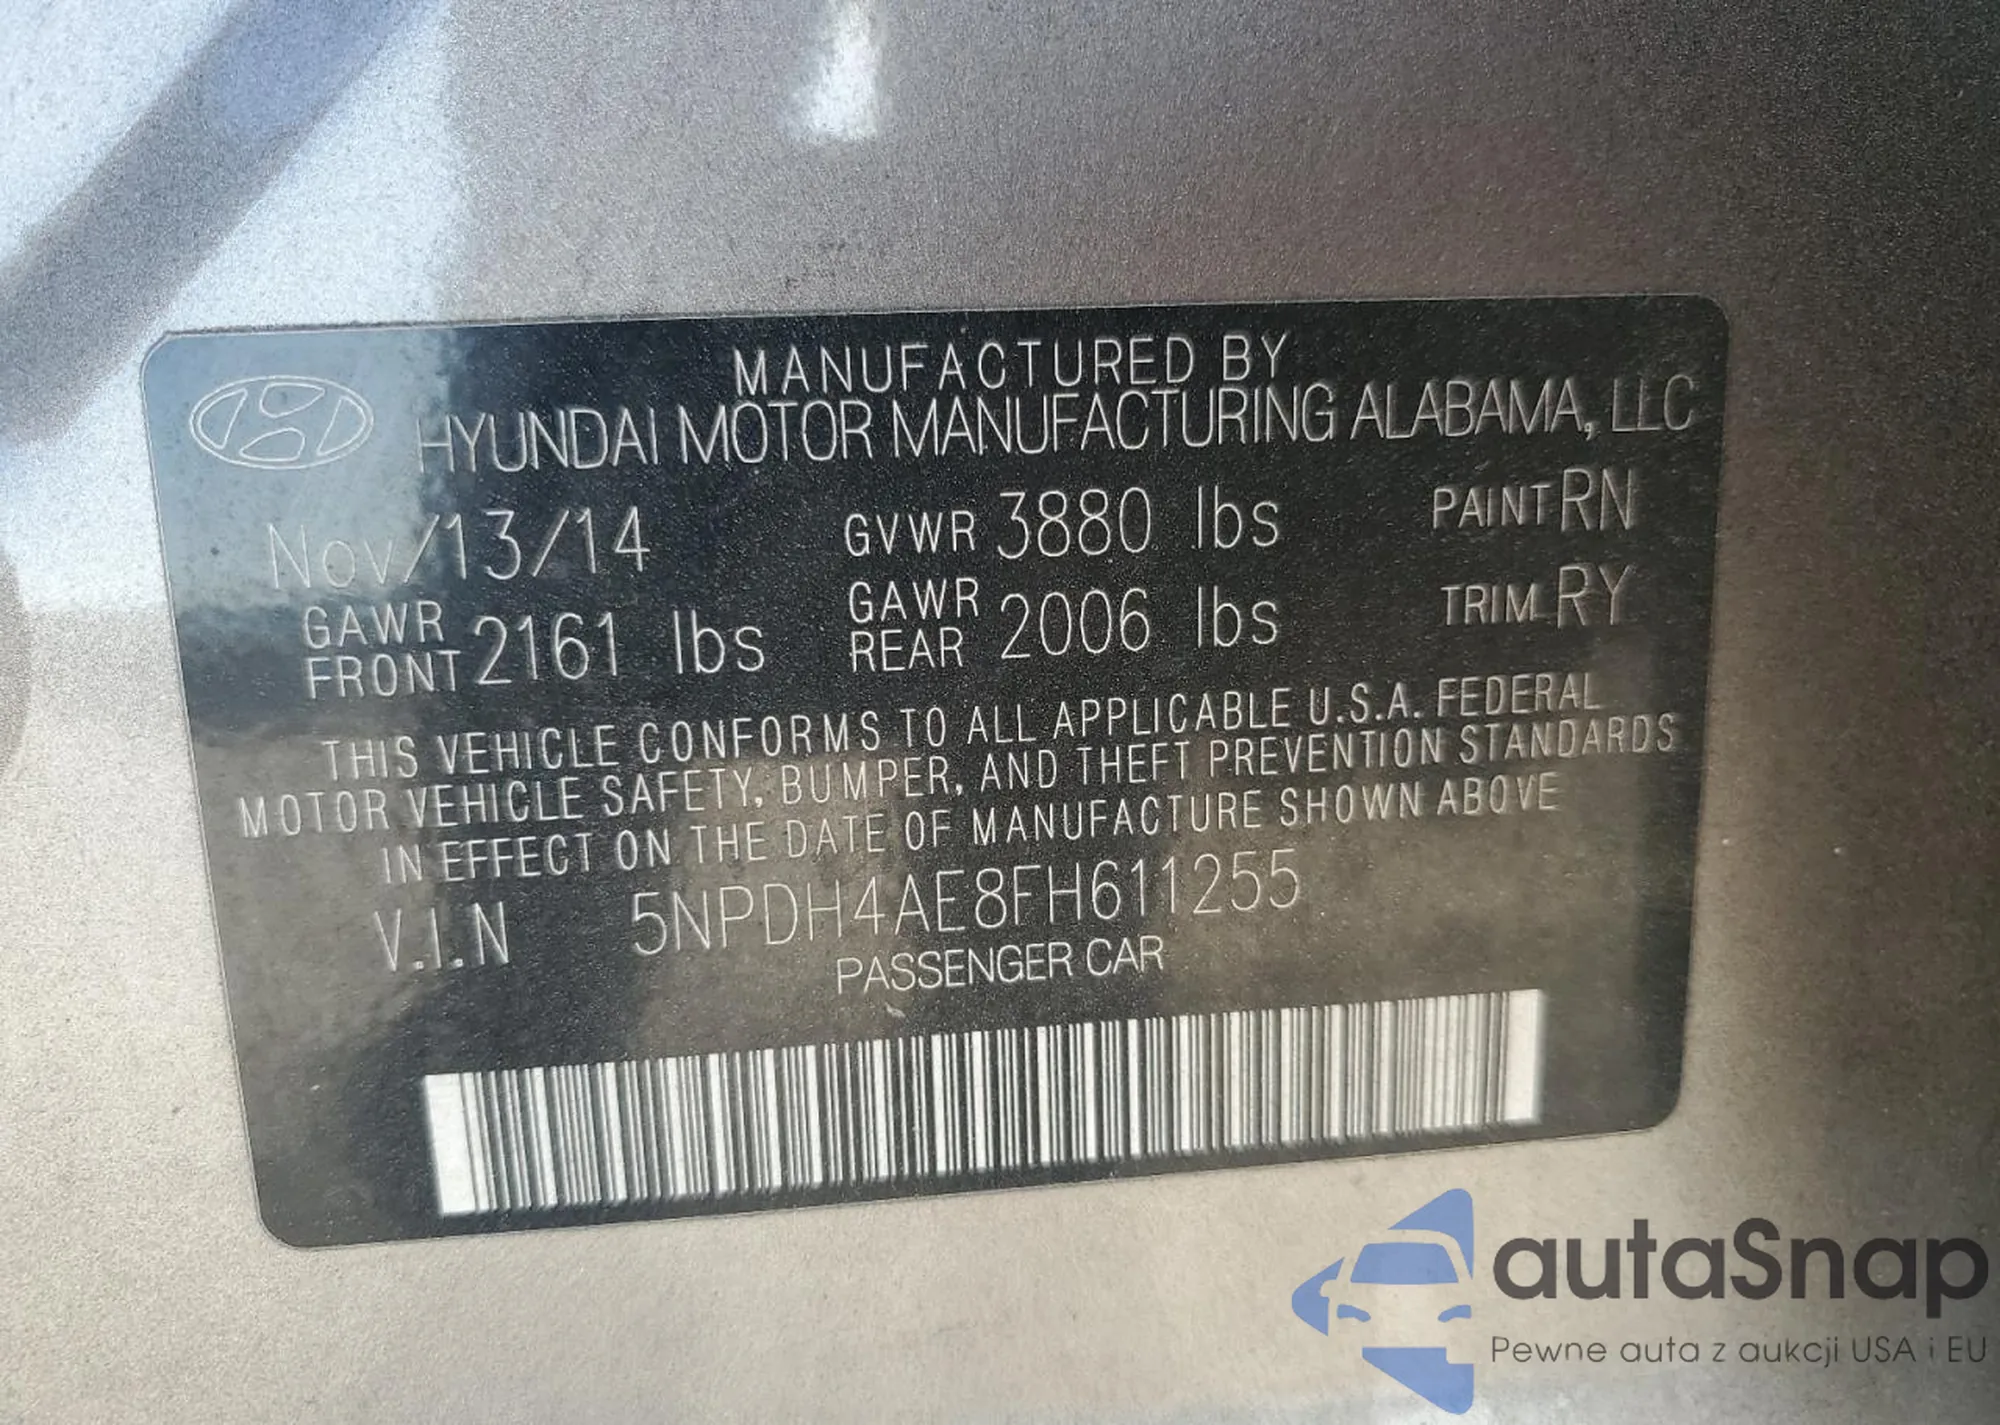 MANUFACTURED BY
HYUNDAI MOTOR MANUFACTURING ALABAMA, LLC
Nov/13/14 GVWR 3880 lbs PAINT RN
GAWR FRONT 2161 lbs GAWR REAR 2006 lbs TRIM RY
THIS VEHICLE CONFORMS TO ALL APPLICABLE U.S.A. FEDERAL
MOTOR VEHICLE SAFETY, BUMPER, AND THEFT PREVENTION STANDARDS
IN EFFECT ON THE DATE OF MANUFACTURE SHOWN ABOVE
V.I.N 5NPDH4AE8FH611255
PASSENGER CAR
autaSnap
Pewne auta z aukcji USA i EU